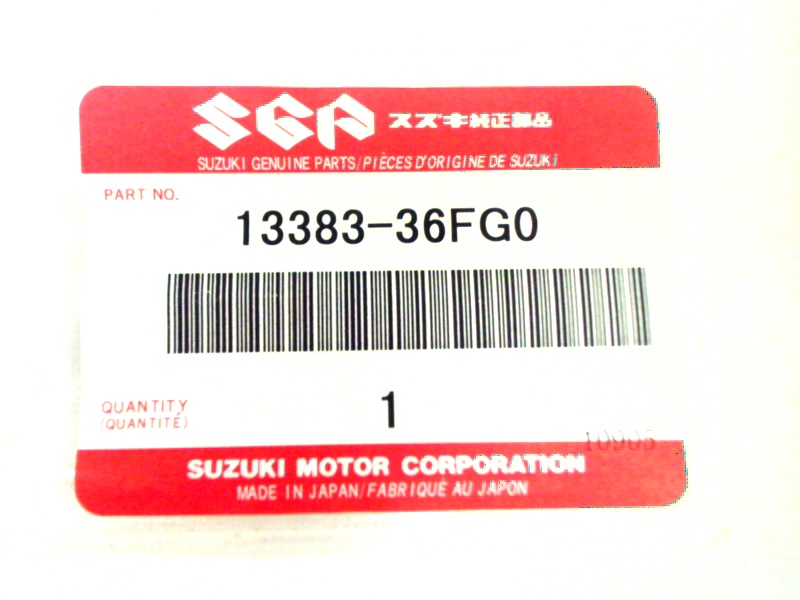 SGP スズキ純正部品
SUZUKI GENUINE PARTS/PIÈCES D'ORIGINE DE SUZUKI
PART NO.
13383-36FG0
QUANTITY
(QUANTITÉ)
1
10905
SUZUKI MOTOR CORPORATION
MADE IN JAPAN/FABRIQUÉ AU JAPON